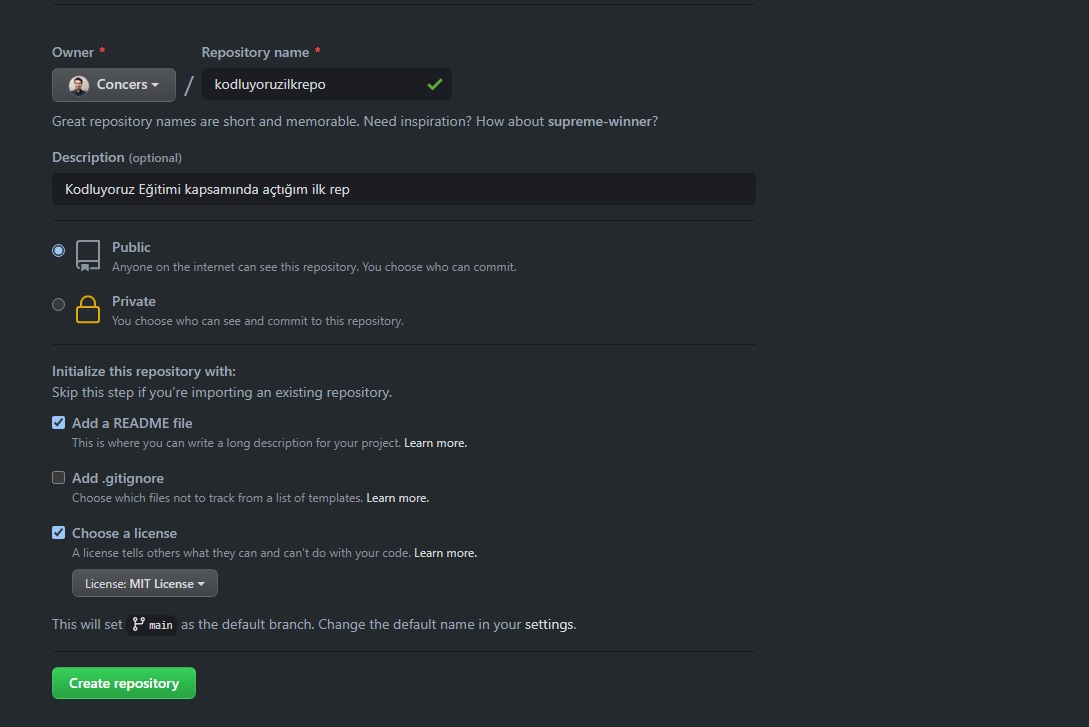 Owner * Repository name *
Concers / kodluyoruzilkrepo
Great repository names are short and memorable. Need inspiration? How about supreme-winner?
Description (optional)
Kodluyoruz Eğitimi kapsamında açtığım ilk rep
Public
Anyone on the internet can see this repository. You choose who can commit.
Private
You choose who can see and commit to this repository.
Initialize this repository with:
Skip this step if you're importing an existing repository.
Add a README file
This is where you can write a long description for your project. Learn more.
Add .gitignore
Choose which files not to track from a list of templates. Learn more.
Choose a license
A license tells others what they can and can't do with your code. Learn more.
License: MIT License
This will set main as the default branch. Change the default name in your settings.
Create repository